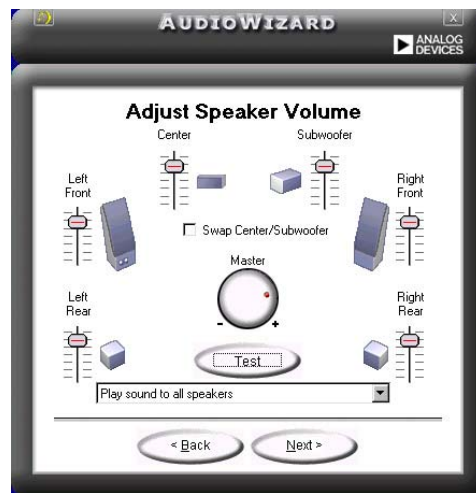 AUDIOWIZARD
X
ANALOG
DEVICES
Adjust Speaker Volume
Center
Subwoofer
Left
Front
Right
Front
Swap Center/Subwoofer
Master
Left
Rear
Right
Rear
- +
Test
Play sound to all speakers
< Back
Next >